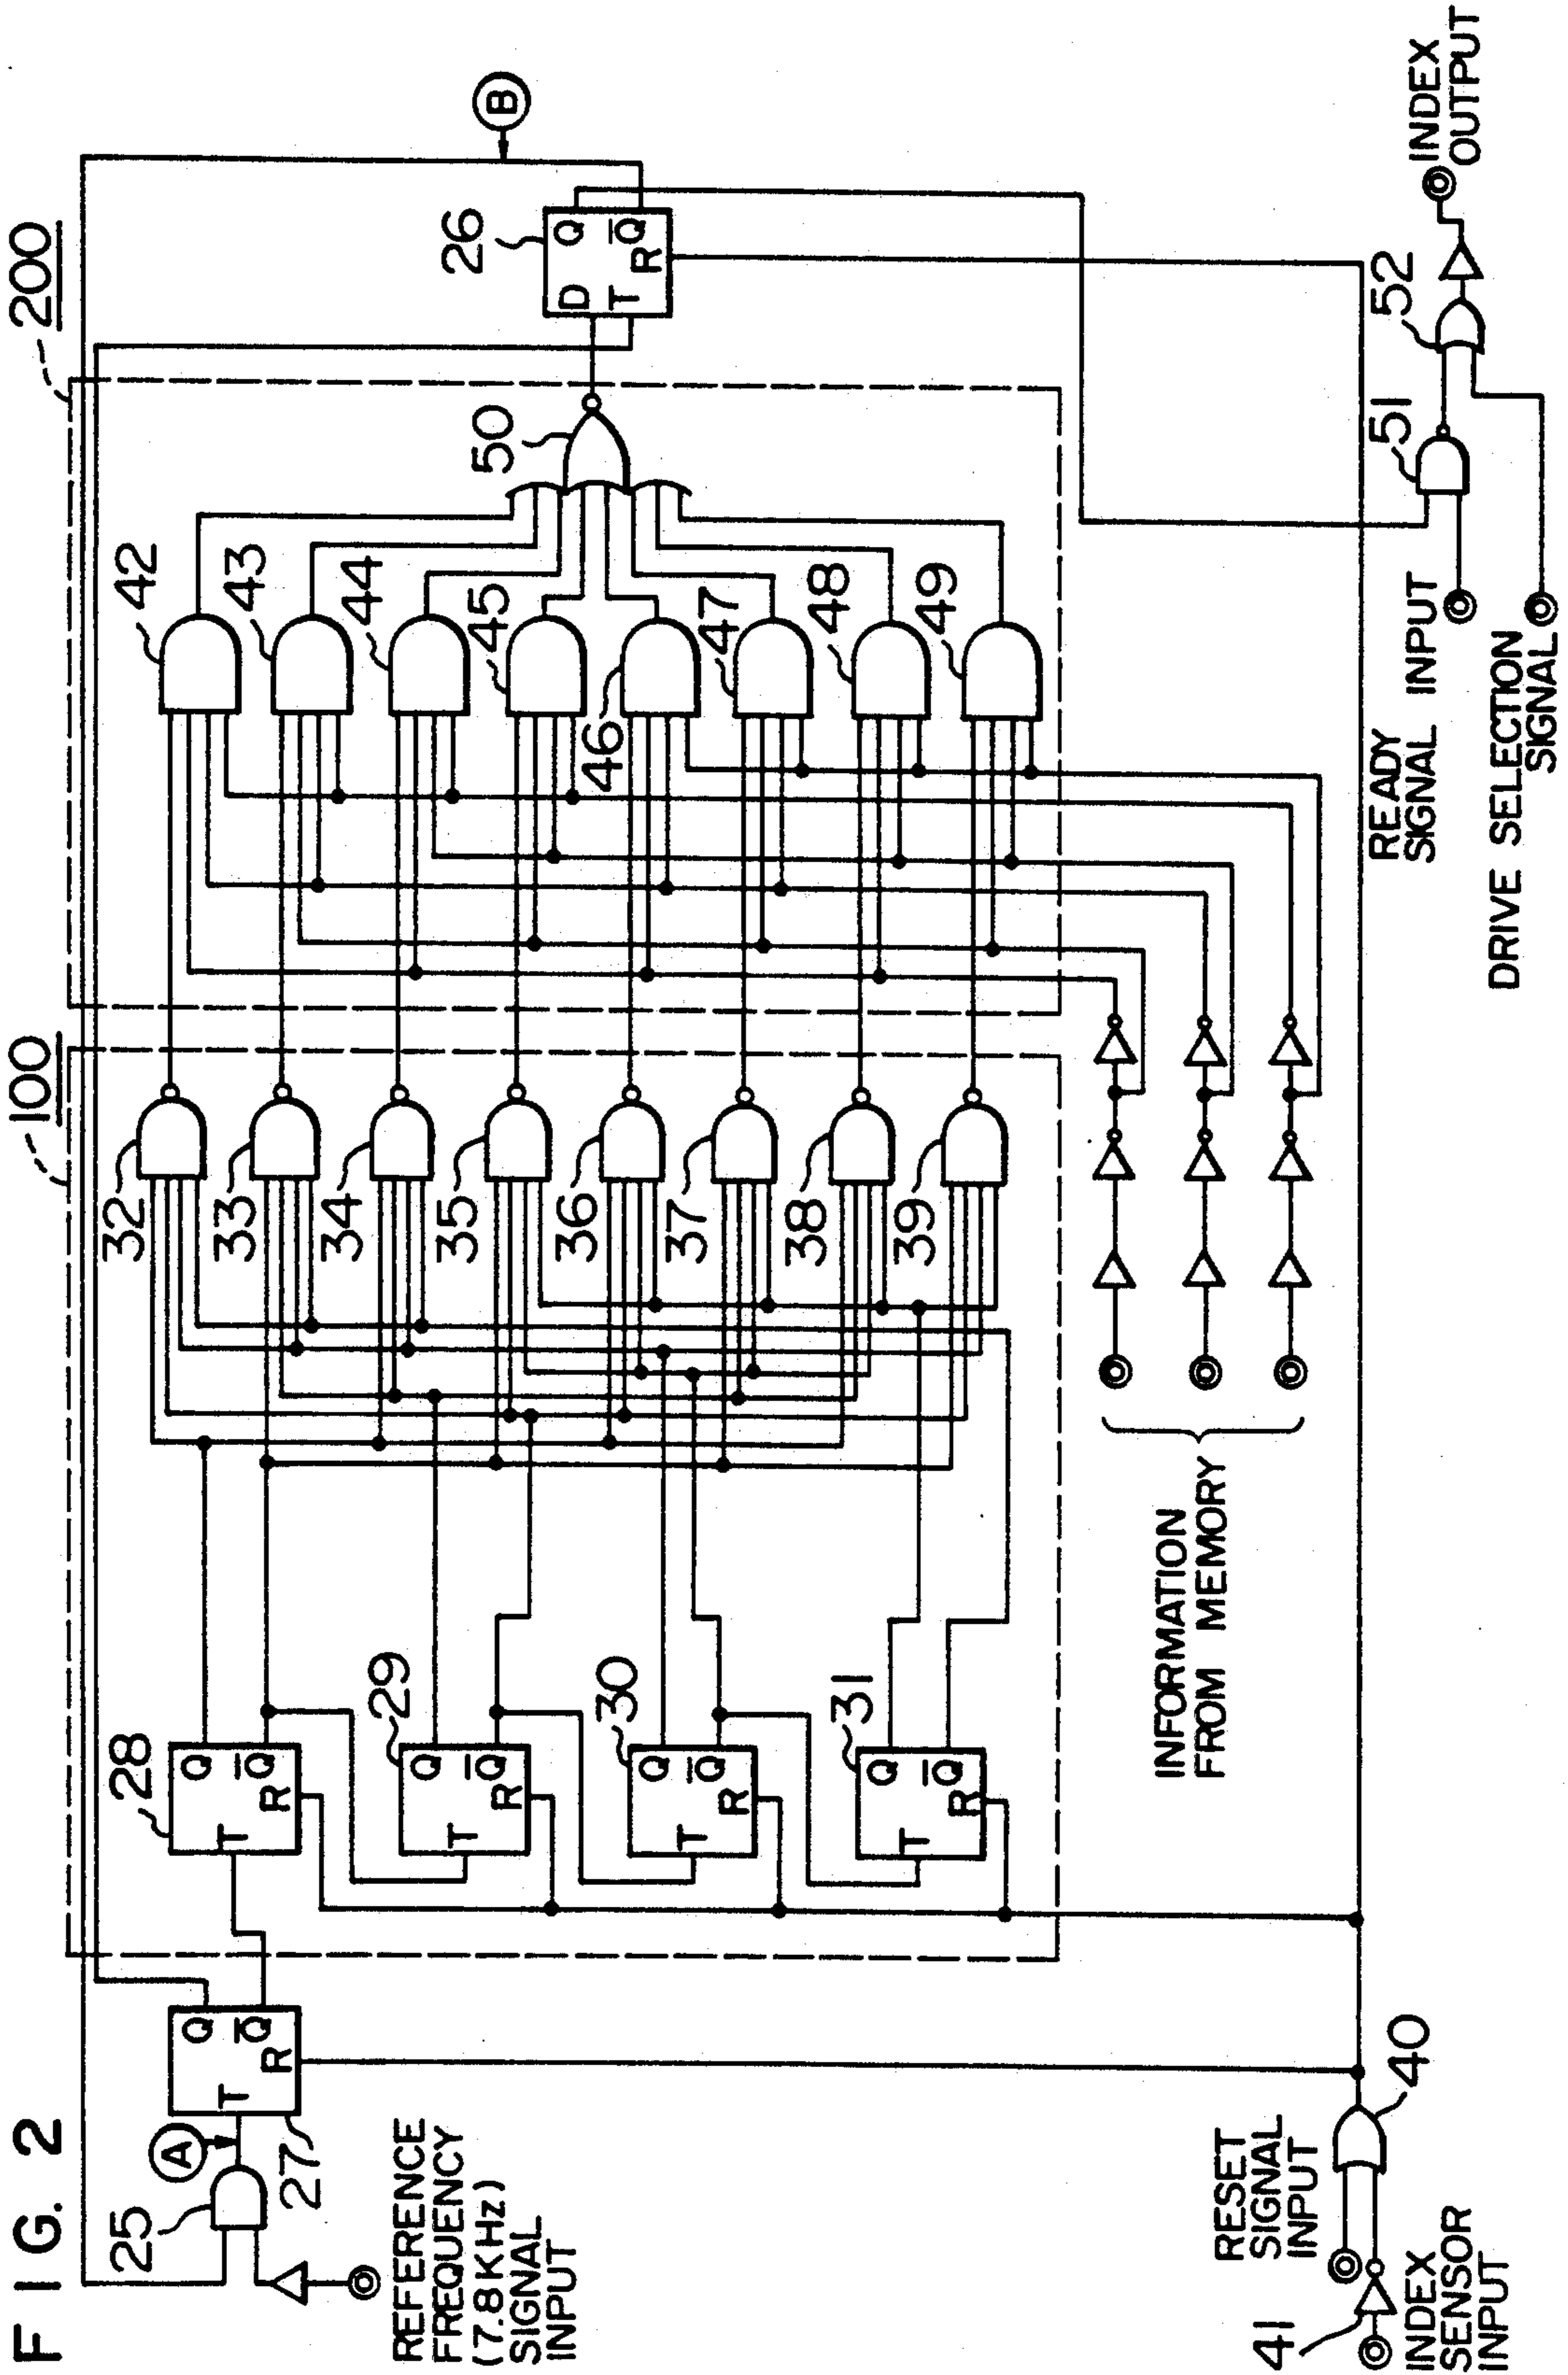 FIG. 2
100
200
25
A
27
28
29
30
31
T
Q
Q
R
T
Q
Q
R
T
Q
Q
R
T
Q
Q
R
T
Q
Q
R
32
33
34
35
36
37
38
39
42
43
44
45
46
47
48
49
50
26
D
T
Q
Q
R
B
REFERENCE
FREQUENCY
(7.8KHz)
SIGNAL
INPUT
INFORMATION
FROM MEMORY
RESET
SIGNAL
INPUT
40
41
INDEX
SENSOR
INPUT
READY
SIGNAL INPUT
DRIVE SELECTION
SIGNAL
51
52
INDEX
OUTPUT